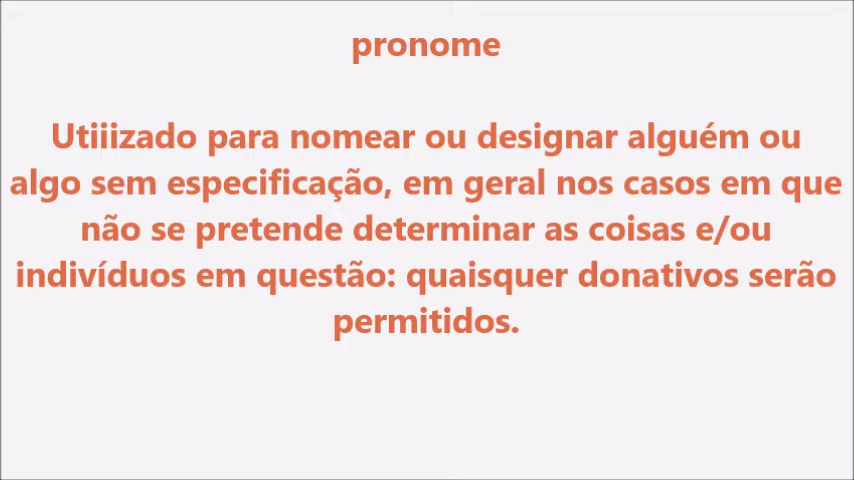 pronome
Utiiizado para nomear ou designar alguém ou
algo sem especificação, em geral nos casos em que
não se pretende determinar as coisas e/ou
indivíduos em questão: quaisquer donativos serão
permitidos.